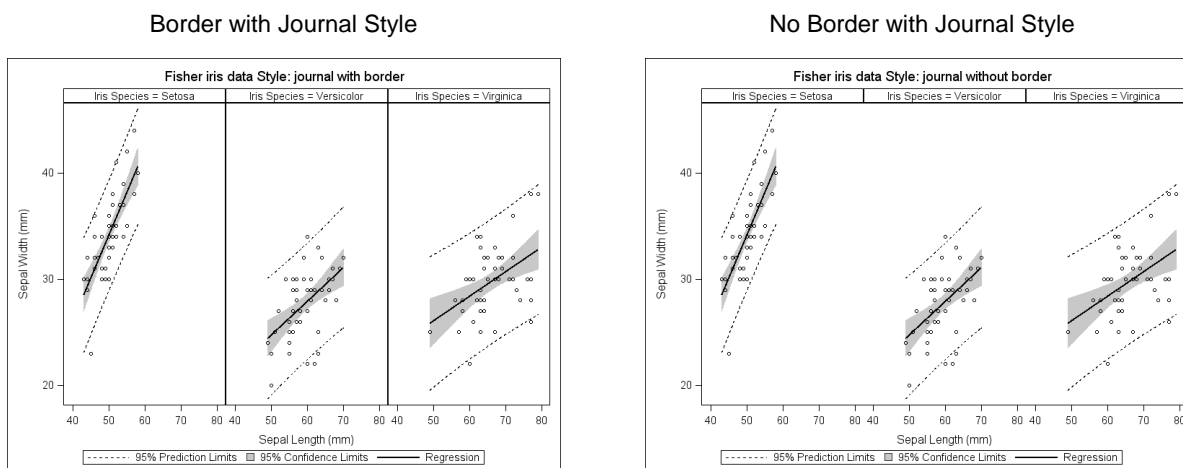 Border with Journal Style
Fisher iris data Style: journal with border
Iris Species = Setosa
Iris Species = Versicolor
Iris Species = Virginica
Sepal Width (mm)
40
30
20
40 50 60 70 80
40 50 60 70 80
40 50 60 70 80
Sepal Length (mm)
95% Prediction Limits
95% Confidence Limits
Regression
No Border with Journal Style
Fisher iris data Style: journal without border
Iris Species = Setosa
Iris Species = Versicolor
Iris Species = Virginica
Sepal Width (mm)
40
30
20
40 50 60 70 80
40 50 60 70 80
40 50 60 70 80
Sepal Length (mm)
95% Prediction Limits
95% Confidence Limits
Regression